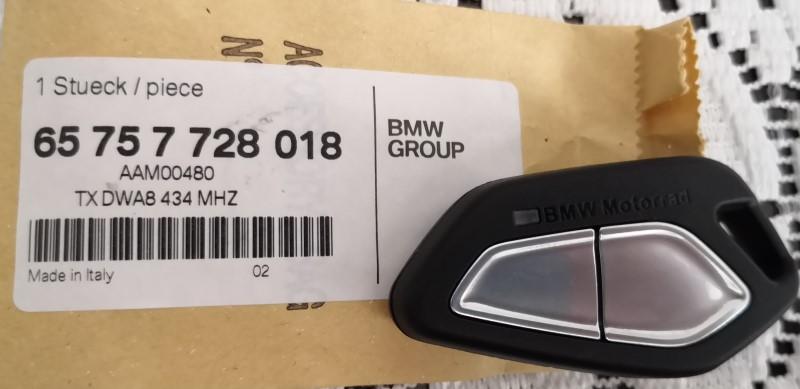 1 Stueck / piece
65 75 7 728 018
AAM00480
TX DWA8 434 MHZ
Made in Italy
02
BMW
GROUP
BMW Motorrad